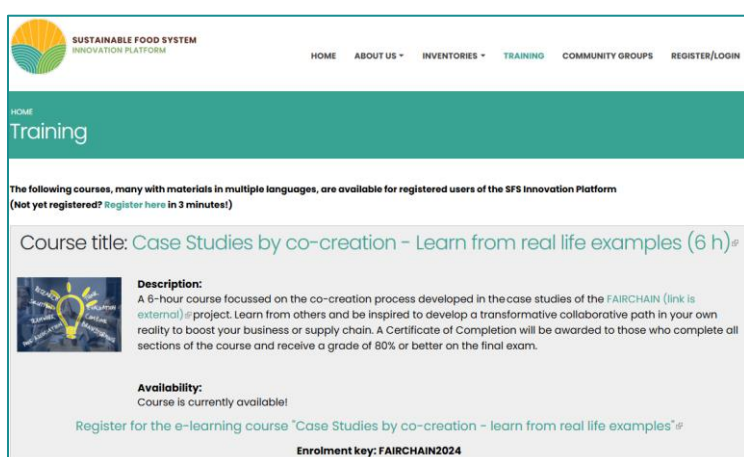 SUSTAINABLE FOOD SYSTEM
INNOVATION PLATFORM
HOME ABOUT US INVENTORIES TRAINING COMMUNITY GROUPS REGISTER/LOGIN
HOME
Training
The following courses, many with materials in multiple languages, are available for registered users of the SFS Innovation Platform
(Not yet registered? Register here in 3 minutes!)
Course title: Case Studies by co-creation - Learn from real life examples (6 h)
Description:
A 6-hour course focussed on the co-creation process developed in the case studies of the FAIRCHAIN (link is
external) project. Learn from others and be inspired to develop a transformative collaborative path in your own
reality to boost your business or supply chain. A Certificate of Completion will be awarded to those who complete all
sections of the course and receive a grade of 80% or better on the final exam.
Availability:
Course is currently available!
Register for the e-learning course "Case Studies by co-creation - learn from real life examples"
Enrolment key: FAIRCHAIN2024